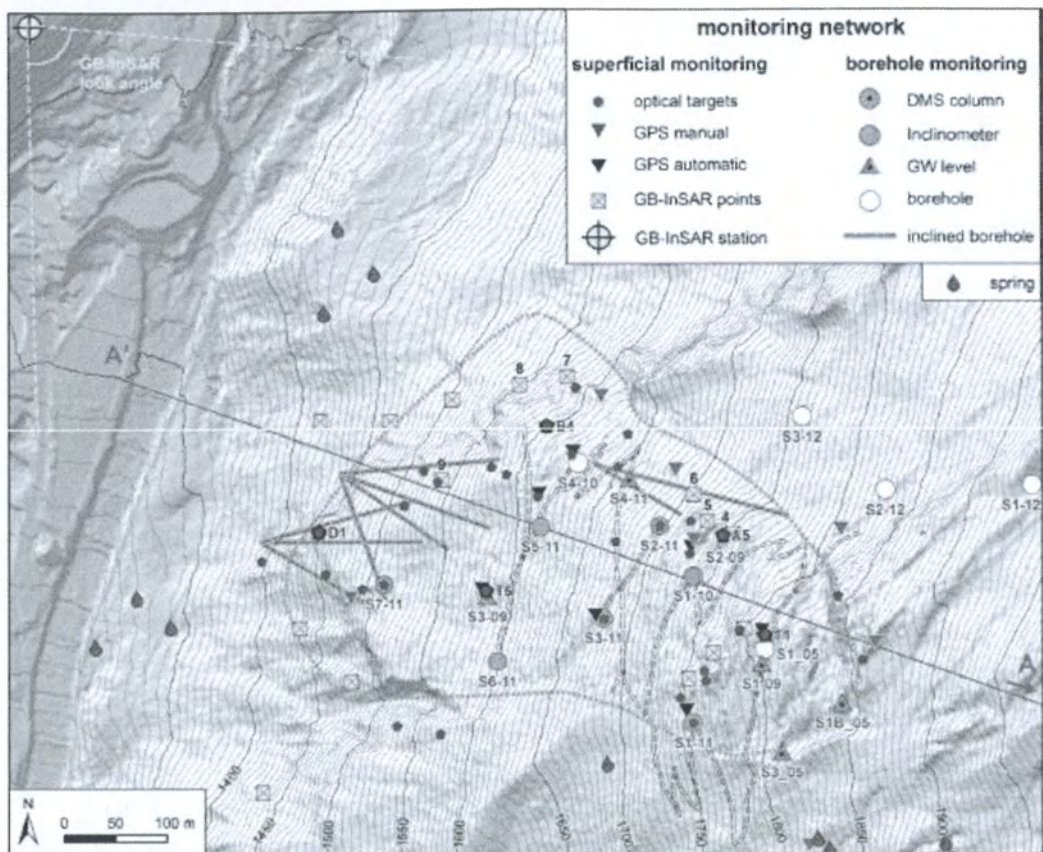 monitoring network
superficial monitoring
borehole monitoring
optical targets
DMS column
GPS manual
Inclinometer
GPS automatic
GW level
GB-InSAR points
borehole
GB-InSAR station
inclined borehole
spring
GB-InSAR
look angle
A'
7
8
B4
S3-12
9
S4-10
S4-11
6
S2-12
S1-12
5
4
D1
S5-11
S2-11
A5
S2-09
S7-11
S3-09
S1-10
S3-11
S1_05
S6-11
S1-09
A
S1B_05
S1-11
S3_05
N
0 50 100 m
1400
1450
1500
1550
1600
1650
1700
1750
1800
1850
1900